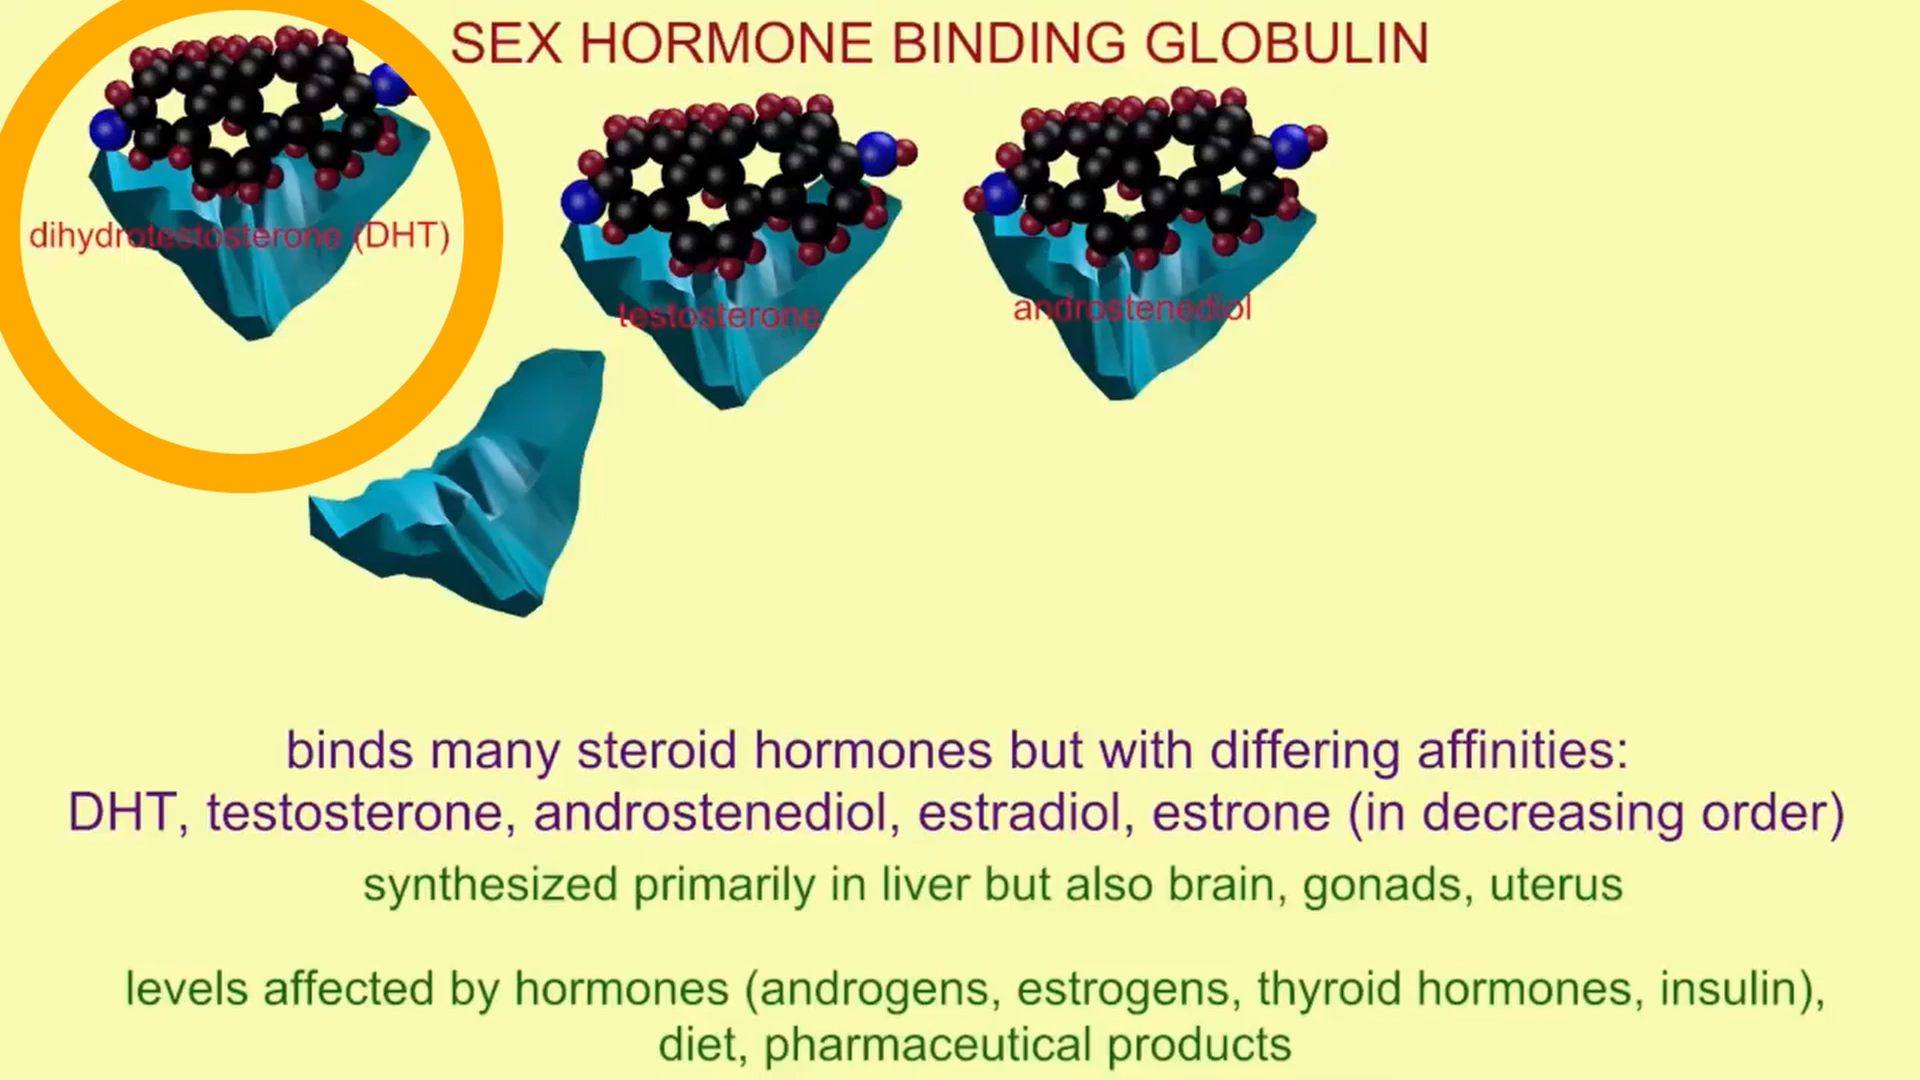 SEX HORMONE BINDING GLOBULIN
dihydrotestosterone (DHT)
testosterone
androstenediol
binds many steroid hormones but with differing affinities:
DHT, testosterone, androstenediol, estradiol, estrone (in decreasing order)
synthesized primarily in liver but also brain, gonads, uterus
levels affected by hormones (androgens, estrogens, thyroid hormones, insulin),
diet, pharmaceutical products